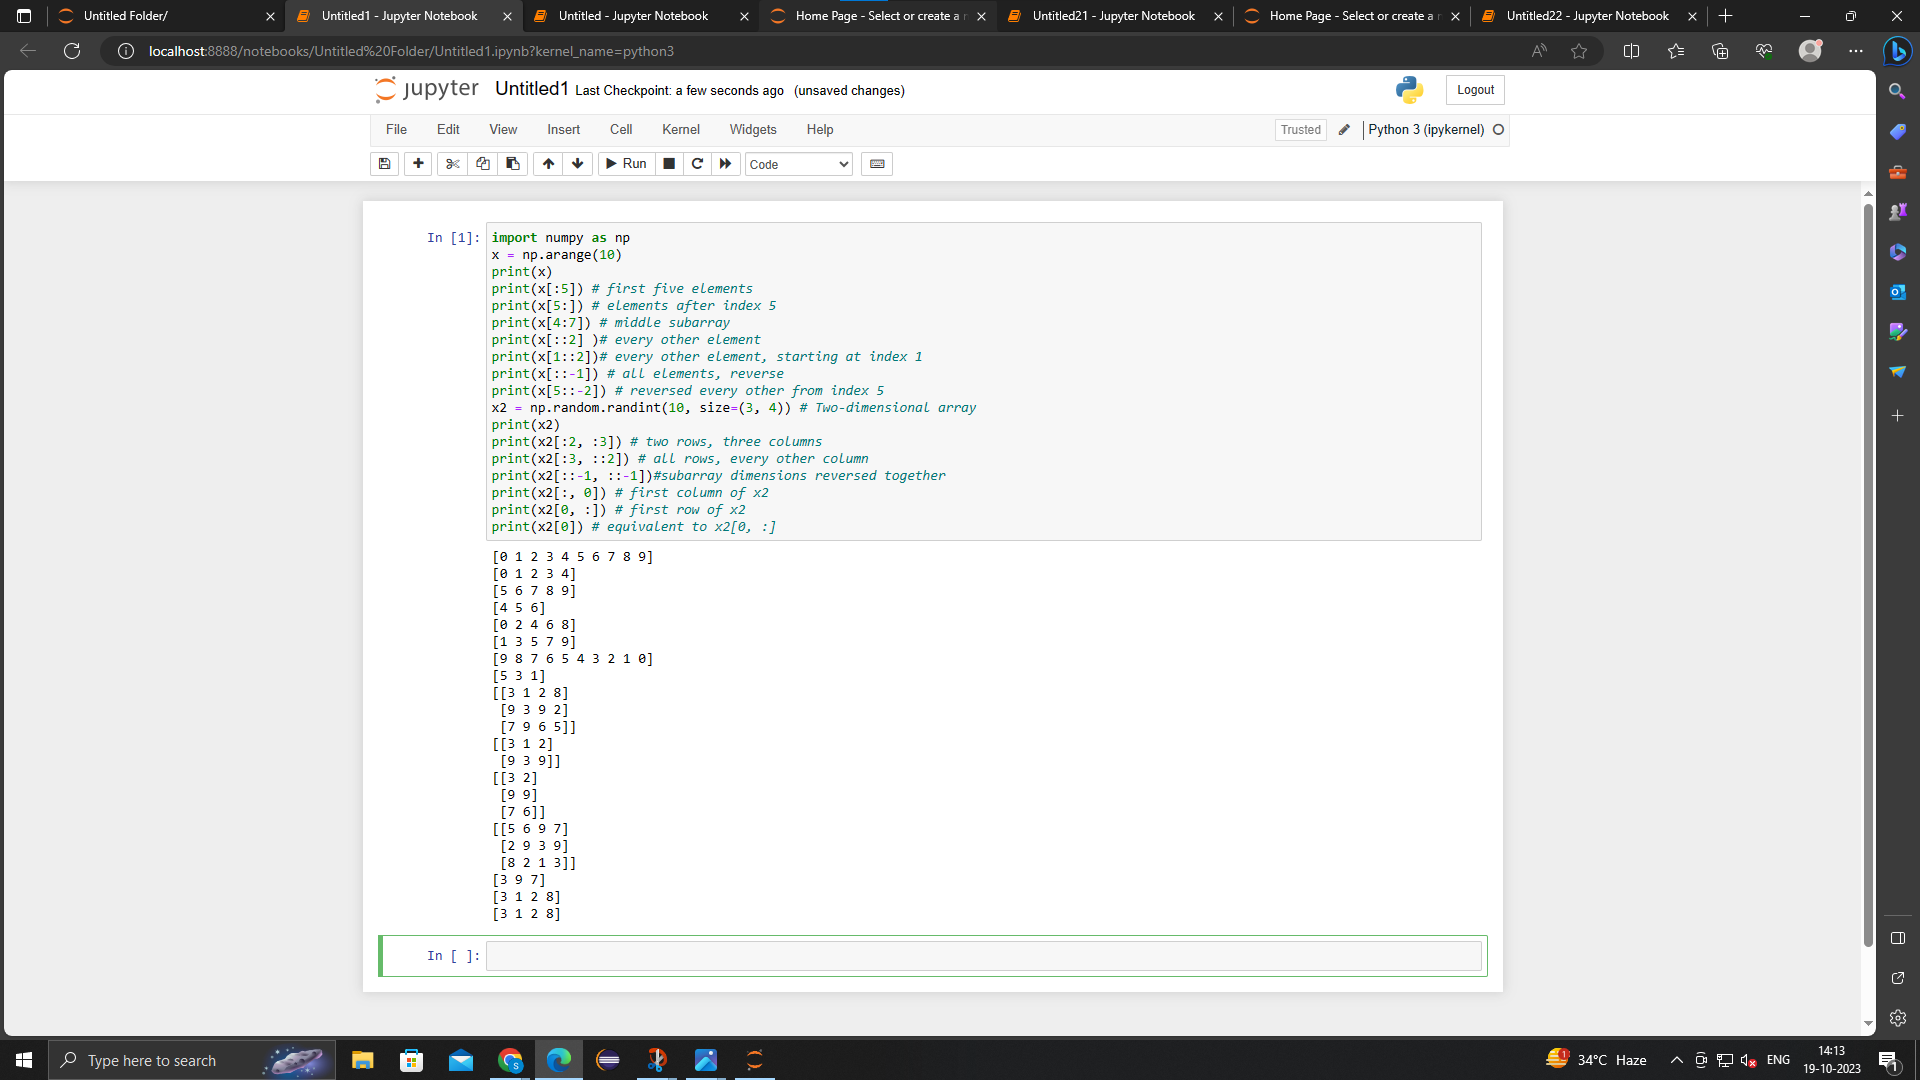 Untitled Folder/
Untitled1 - Jupyter Notebook
Untitled - Jupyter Notebook
Home Page - Select or create a n
Untitled21 - Jupyter Notebook
Home Page - Select or create a n
Untitled22 - Jupyter Notebook
localhost:8888/notebooks/Untitled%20Folder/Untitled1.ipynb?kernel_name=python3
jupyter Untitled1 Last Checkpoint: a few seconds ago (unsaved changes)
Logout
File Edit View Insert Cell Kernel Widgets Help
Trusted Python 3 (ipykernel)
Run Code
In [1]: import numpy as np
x = np.arange(10)
print(x)
print(x[:5]) # first five elements
print(x[5:]) # elements after index 5
print(x[4:7]) # middle subarray
print(x[::2] )# every other element
print(x[1::2])# every other element, starting at index 1
print(x[::-1]) # all elements, reverse
print(x[5::-2]) # reversed every other from index 5
x2 = np.random.randint(10, size=(3, 4)) # Two-dimensional array
print(x2)
print(x2[:2, :3]) # two rows, three columns
print(x2[:3, ::2]) # all rows, every other column
print(x2[::-1, ::-1])#subarray dimensions reversed together
print(x2[:, 0]) # first column of x2
print(x2[0, :]) # first row of x2
print(x2[0]) # equivalent to x2[0, :]
[0 1 2 3 4 5 6 7 8 9]
[0 1 2 3 4]
[5 6 7 8 9]
[4 5 6]
[0 2 4 6 8]
[1 3 5 7 9]
[9 8 7 6 5 4 3 2 1 0]
[5 3 1]
[[3 1 2 8]
 [9 3 9 2]
 [7 9 6 5]]
[[3 1 2]
 [9 3 9]]
[[3 2]
 [9 9]
 [7 6]]
[[5 6 9 7]
 [2 9 3 9]
 [8 2 1 3]]
[3 9 7]
[3 1 2 8]
[3 1 2 8]
In [ ]:
Type here to search
34°C Haze
ENG
14:13
19-10-2023